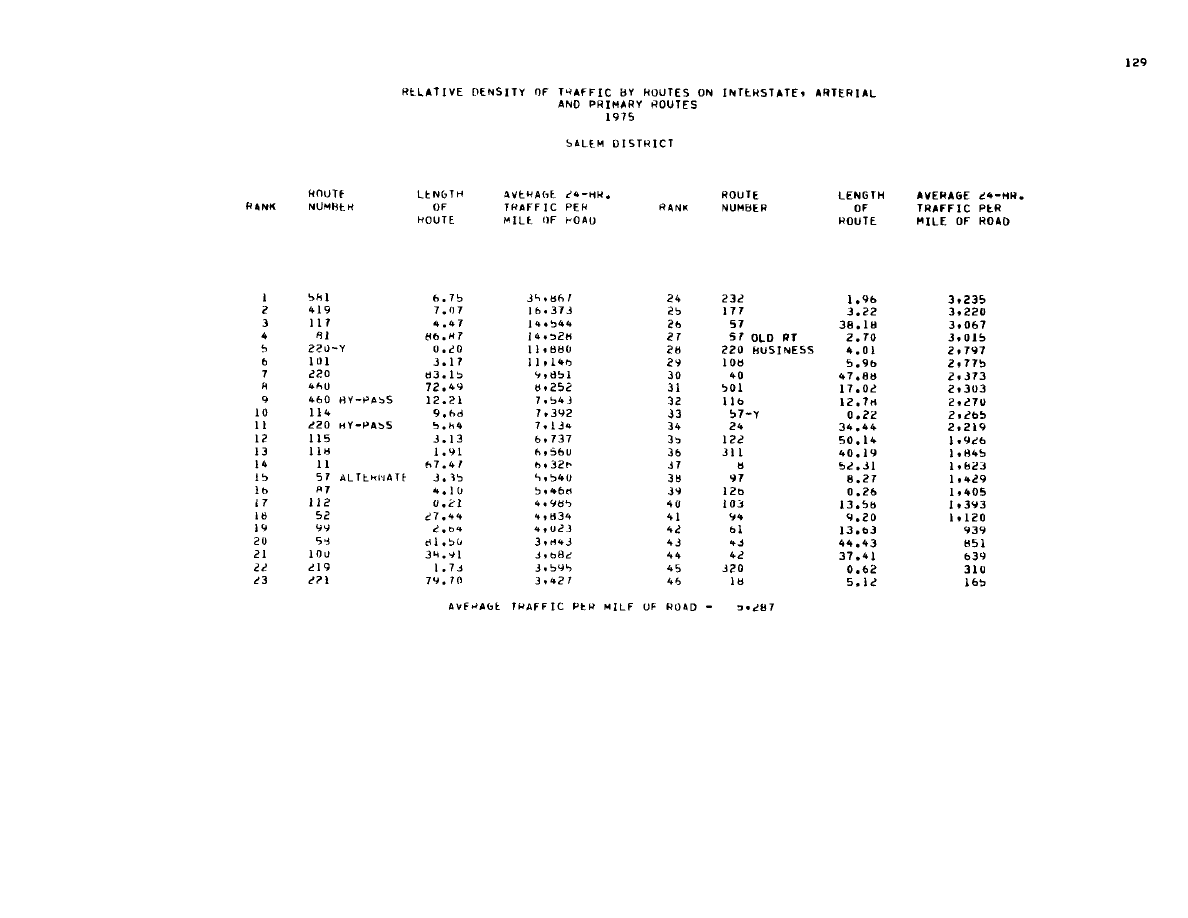 129
RELATIVE DENSITY OF TRAFFIC BY ROUTES ON INTERSTATE, ARTERIAL
AND PRIMARY ROUTES
1975
SALEM DISTRICT
ROUTE LENGTH AVERAGE 24-HR. ROUTE LENGTH AVERAGE 24-HR.
RANK NUMBER OF TRAFFIC PER RANK NUMBER OF TRAFFIC PER
ROUTE MILE OF ROAD ROUTE MILE OF ROAD
1 581 6.75 35,867 24 232 1.96 3,235
2 419 7.07 16,373 25 177 3.22 3,220
3 117 4.47 14,544 26 57 38.18 3,067
4 81 86.87 14,528 27 57 OLD RT 2.70 3,015
5 220-Y 0.20 11,880 28 220 BUSINESS 4.01 2,797
6 101 3.17 11,146 29 108 5.96 2,775
7 220 83.15 9,851 30 40 47.88 2,373
8 460 72.49 8,252 31 501 17.02 2,303
9 460 BY-PASS 12.21 7,543 32 116 12.78 2,270
10 114 9.68 7,392 33 57-Y 0.22 2,265
11 220 BY-PASS 5.84 7,134 34 24 34.44 2,219
12 115 3.13 6,737 35 122 50.14 1,926
13 118 1.91 6,560 36 311 40.19 1,845
14 11 67.47 6,326 37 8 52.31 1,823
15 57 ALTERNATE 3.35 5,540 38 97 8.27 1,429
16 87 4.10 5,468 39 126 0.26 1,405
17 112 0.21 4,985 40 103 13.58 1,393
18 52 27.44 4,834 41 94 9.20 1,120
19 99 2.64 4,023 42 61 13.63 939
20 58 81.50 3,843 43 43 44.43 851
21 100 34.91 3,682 44 42 37.41 639
22 219 1.73 3,595 45 320 0.62 310
23 221 79.70 3,427 46 18 5.12 165
AVERAGE TRAFFIC PER MILE OF ROAD = 5,287